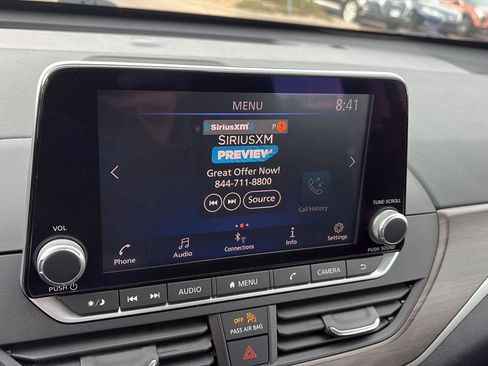 MENU
8:41
SiriusXM P 1
SIRIUSXM
PREVIEW
Great Offer Now!
844-711-8800
Source
Call History
VOL
TUNE·SCROLL
Phone
Audio
Connections
Info
Settings
PUSH
PUSH SOUND
AUDIO
MENU
CAMERA
OFF
PASS AIR BAG